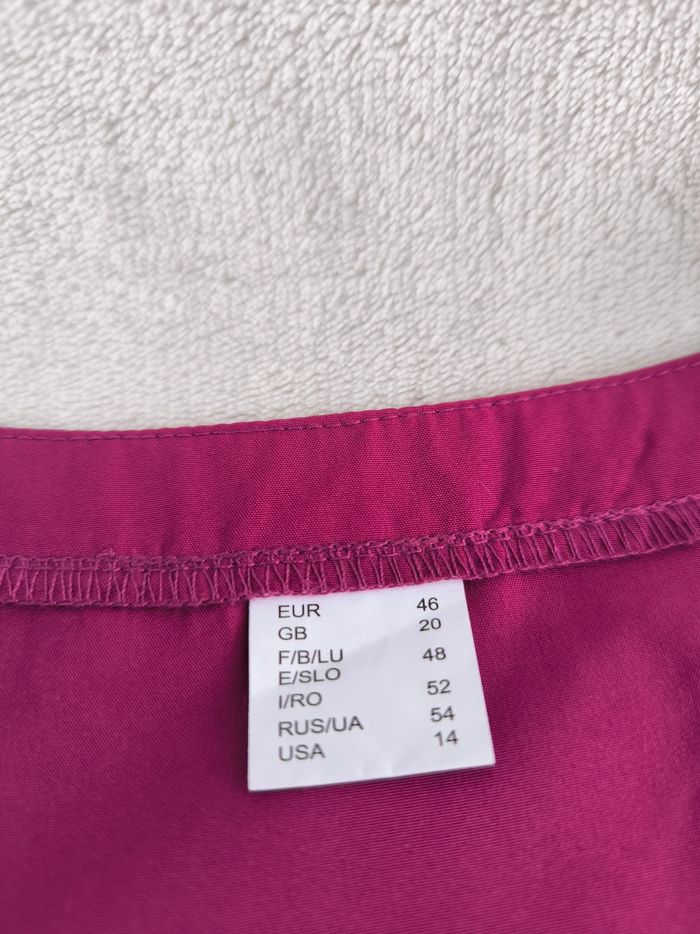 EUR 46
GB 20
F/B/LU 48
E/SLO
I/RO 52
RUS/UA 54
USA 14